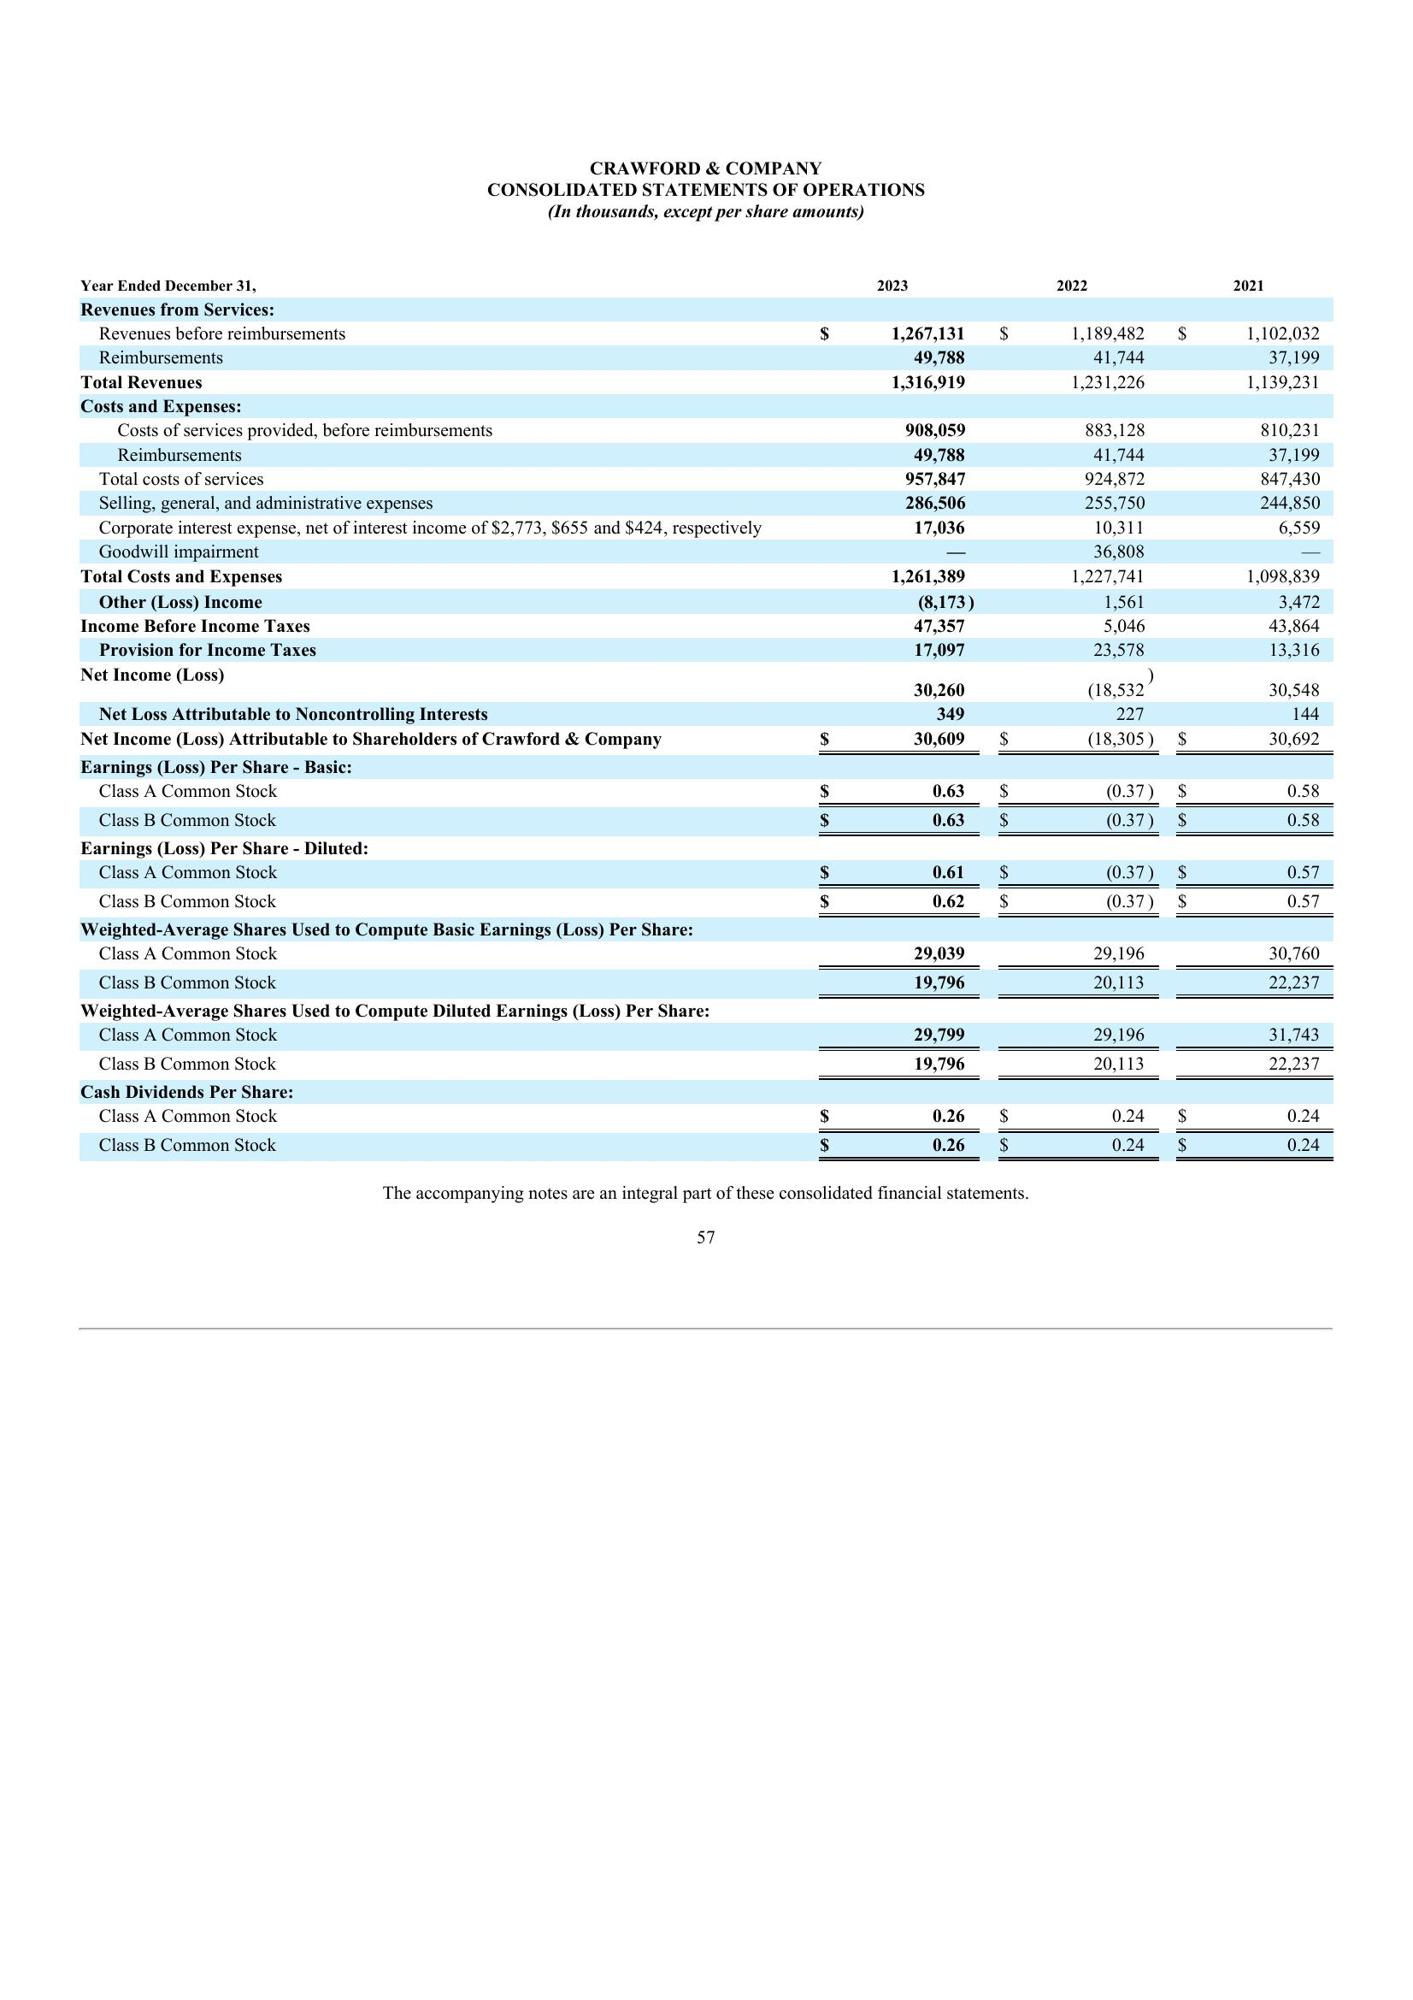 CRAWFORD & COMPANY
CONSOLIDATED STATEMENTS OF OPERATIONS
(In thousands, except per share amounts)
Year Ended December 31, 2023 2022 2021
Revenues from Services:
Revenues before reimbursements $ 1,267,131 $ 1,189,482 $ 1,102,032
Reimbursements 49,788 41,744 37,199
Total Revenues 1,316,919 1,231,226 1,139,231
Costs and Expenses:
Costs of services provided, before reimbursements 908,059 883,128 810,231
Reimbursements 49,788 41,744 37,199
Total costs of services 957,847 924,872 847,430
Selling, general, and administrative expenses 286,506 255,750 244,850
Corporate interest expense, net of interest income of $2,773, $655 and $424, respectively 17,036 10,311 6,559
Goodwill impairment — 36,808 —
Total Costs and Expenses 1,261,389 1,227,741 1,098,839
Other (Loss) Income (8,173) 1,561 3,472
Income Before Income Taxes 47,357 5,046 43,864
Provision for Income Taxes 17,097 23,578 13,316
Net Income (Loss) 30,260 (18,532) 30,548
Net Loss Attributable to Noncontrolling Interests 349 227 144
Net Income (Loss) Attributable to Shareholders of Crawford & Company $ 30,609 $ (18,305) $ 30,692
Earnings (Loss) Per Share - Basic:
Class A Common Stock $ 0.63 $ (0.37) $ 0.58
Class B Common Stock $ 0.63 $ (0.37) $ 0.58
Earnings (Loss) Per Share - Diluted:
Class A Common Stock $ 0.61 $ (0.37) $ 0.57
Class B Common Stock $ 0.62 $ (0.37) $ 0.57
Weighted-Average Shares Used to Compute Basic Earnings (Loss) Per Share:
Class A Common Stock 29,039 29,196 30,760
Class B Common Stock 19,796 20,113 22,237
Weighted-Average Shares Used to Compute Diluted Earnings (Loss) Per Share:
Class A Common Stock 29,799 29,196 31,743
Class B Common Stock 19,796 20,113 22,237
Cash Dividends Per Share:
Class A Common Stock $ 0.26 $ 0.24 $ 0.24
Class B Common Stock $ 0.26 $ 0.24 $ 0.24
The accompanying notes are an integral part of these consolidated financial statements.
57